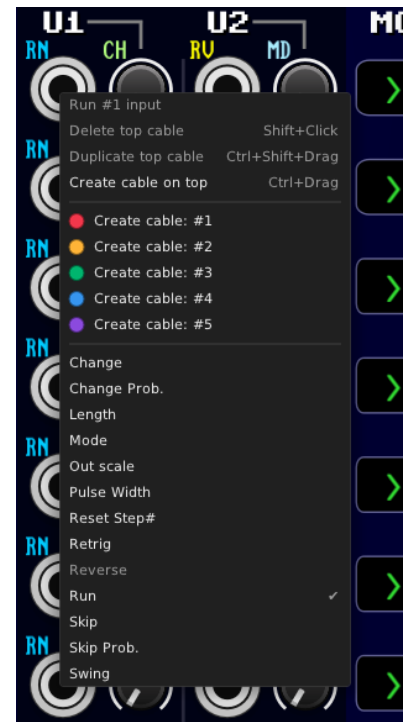 U1 U2 MO
RN CH RV MD
Run #1 input
Delete top cable Shift+Click
Duplicate top cable Ctrl+Shift+Drag
Create cable on top Ctrl+Drag
RN
Create cable: #1
Create cable: #2
RN
Create cable: #3
Create cable: #4
Create cable: #5
RN
Change
Change Prob.
Length
Mode
RN
Out scale
Pulse Width
Reset Step#
Retrig
RN
Reverse
Run ✓
Skip
Skip Prob.
RN
Swing